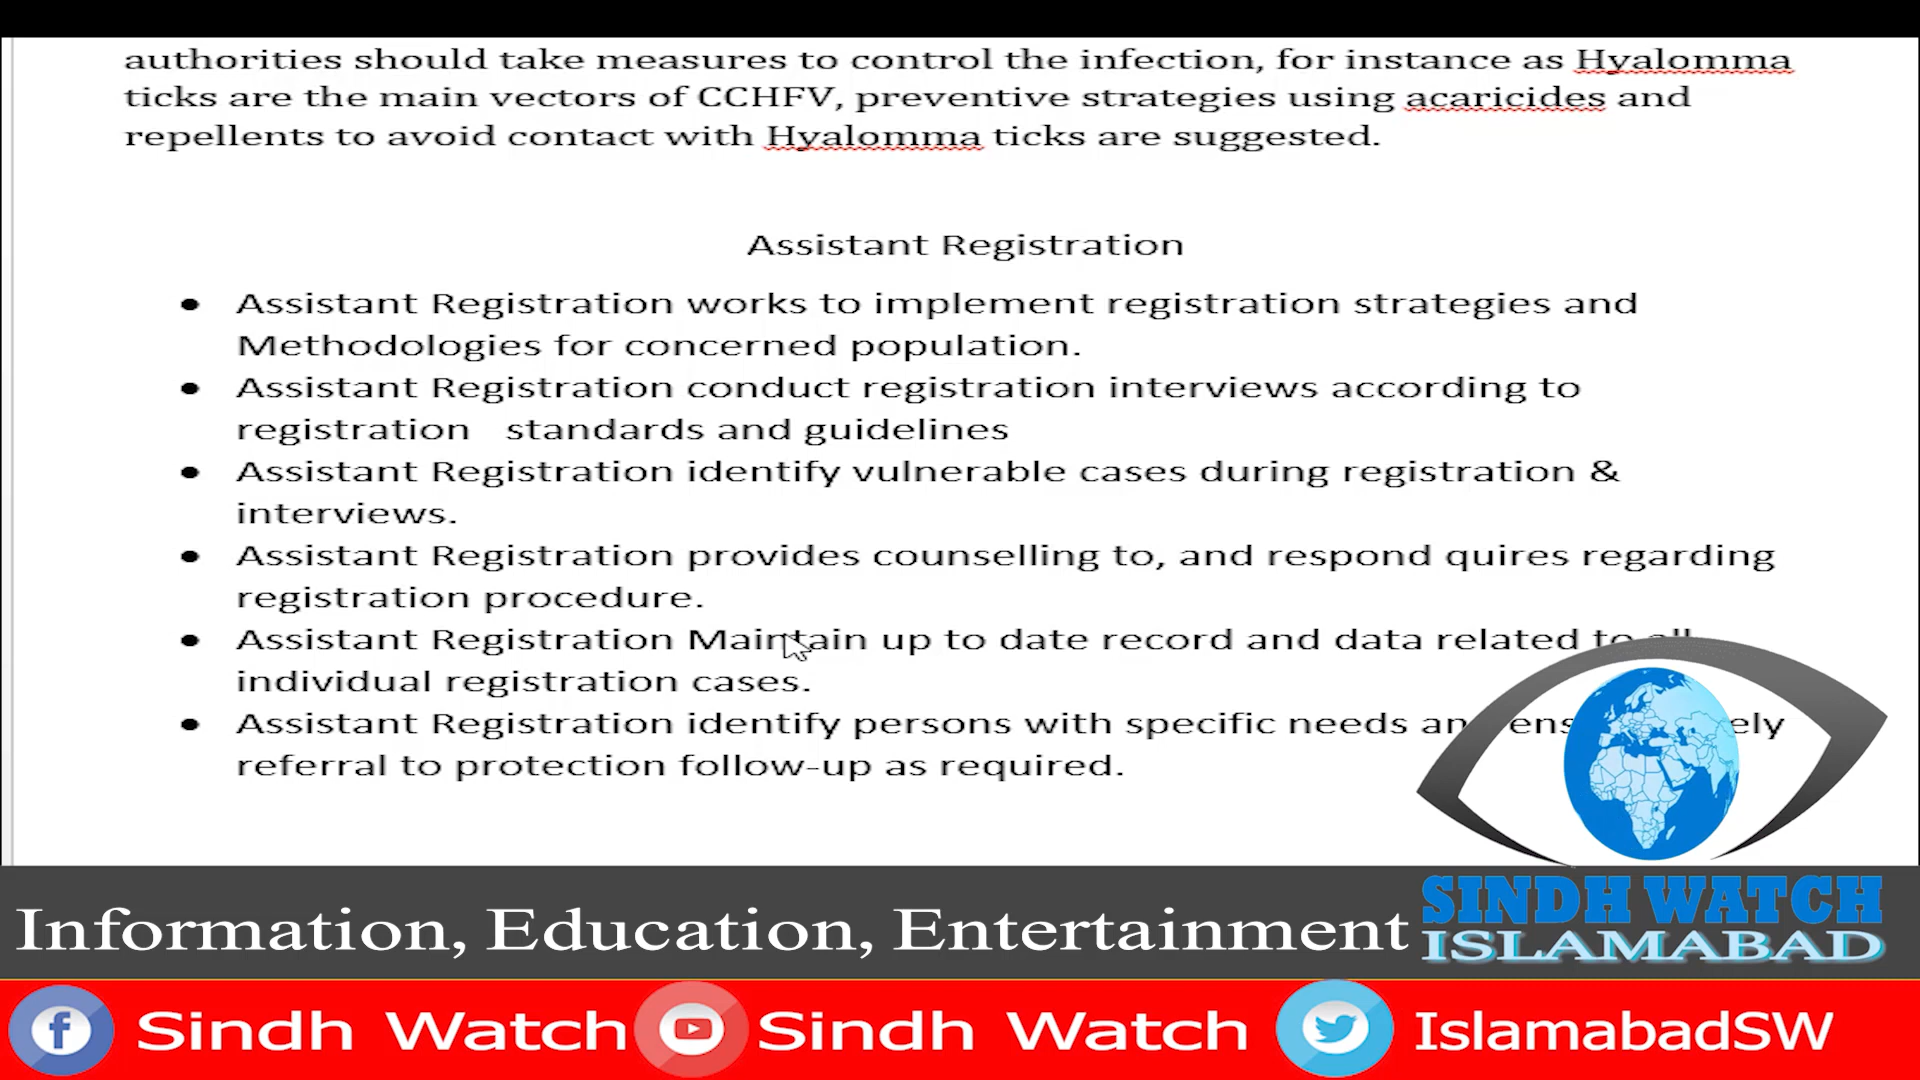 authorities should take measures to control the infection, for instance as Hyalomma
ticks are the main vectors of CCHFV, preventive strategies using acaricides and
repellents to avoid contact with Hyalomma ticks are suggested.
Assistant Registration
● Assistant Registration works to implement registration strategies and
Methodologies for concerned population.
● Assistant Registration conduct registration interviews according to
registration standards and guidelines
● Assistant Registration identify vulnerable cases during registration &
interviews.
● Assistant Registration provides counselling to, and respond quires regarding
registration procedure.
● Assistant Registration Maintain up to date record and data related to all
individual registration cases.
● Assistant Registration identify persons with specific needs
referral to protection follow-up as required.
Information, Education, Entertainment
SINDH WATCH
ISLAMABAD
Sindh Watch
Sindh Watch
IslamabadSW